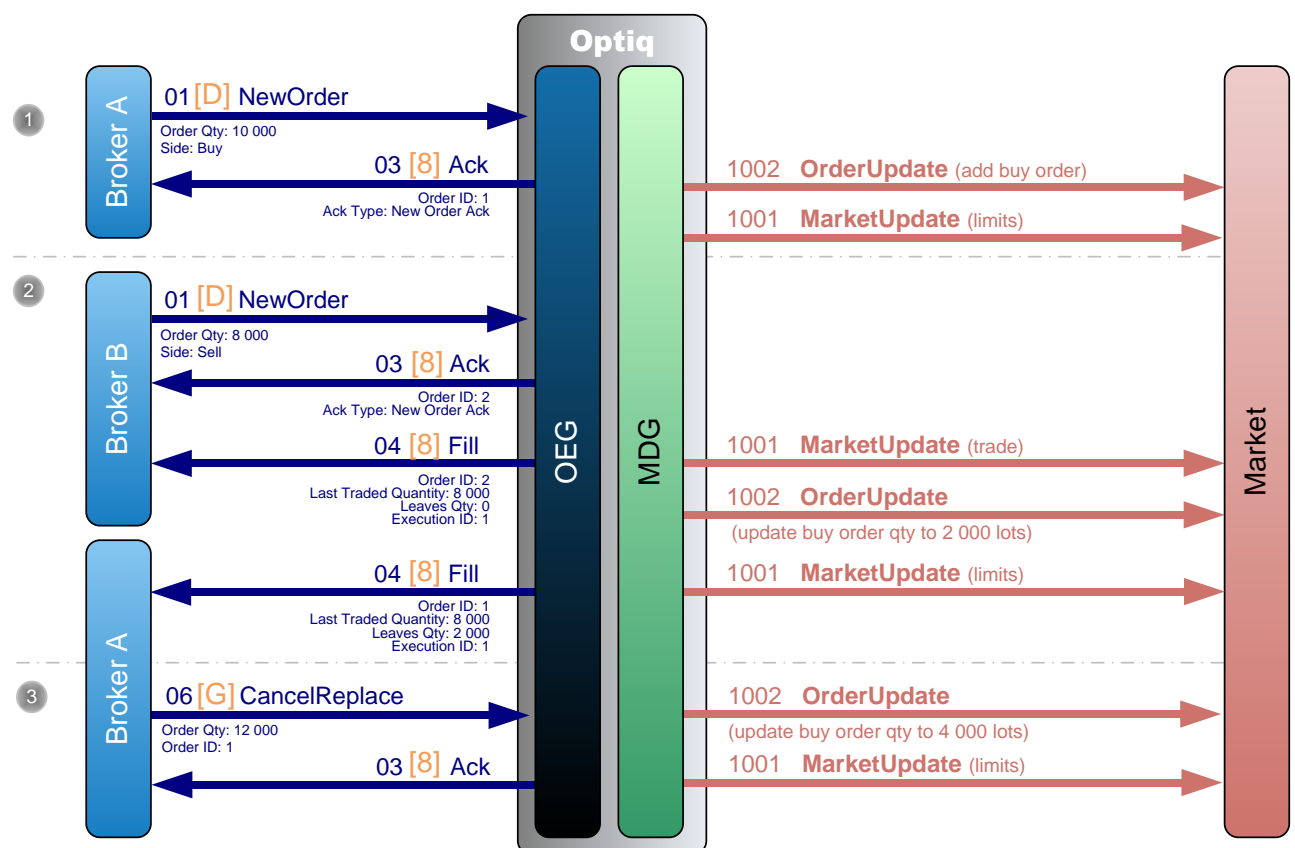 Optiq
1
Broker A
01 [D] NewOrder
Order Qty: 10 000
Side: Buy
03 [8] Ack
Order ID: 1
Ack Type: New Order Ack
1002 OrderUpdate (add buy order)
1001 MarketUpdate (limits)
2
Broker B
01 [D] NewOrder
Order Qty: 8 000
Side: Sell
03 [8] Ack
Order ID: 2
Ack Type: New Order Ack
04 [8] Fill
Order ID: 2
Last Traded Quantity: 8 000
Leaves Qty: 0
Execution ID: 1
OEG
MDG
1001 MarketUpdate (trade)
1002 OrderUpdate
(update buy order qty to 2 000 lots)
Market
Broker A
04 [8] Fill
Order ID: 1
Last Traded Quantity: 8 000
Leaves Qty: 2 000
Execution ID: 1
1001 MarketUpdate (limits)
3
06 [G] CancelReplace
Order Qty: 12 000
Order ID: 1
03 [8] Ack
1002 OrderUpdate
(update buy order qty to 4 000 lots)
1001 MarketUpdate (limits)